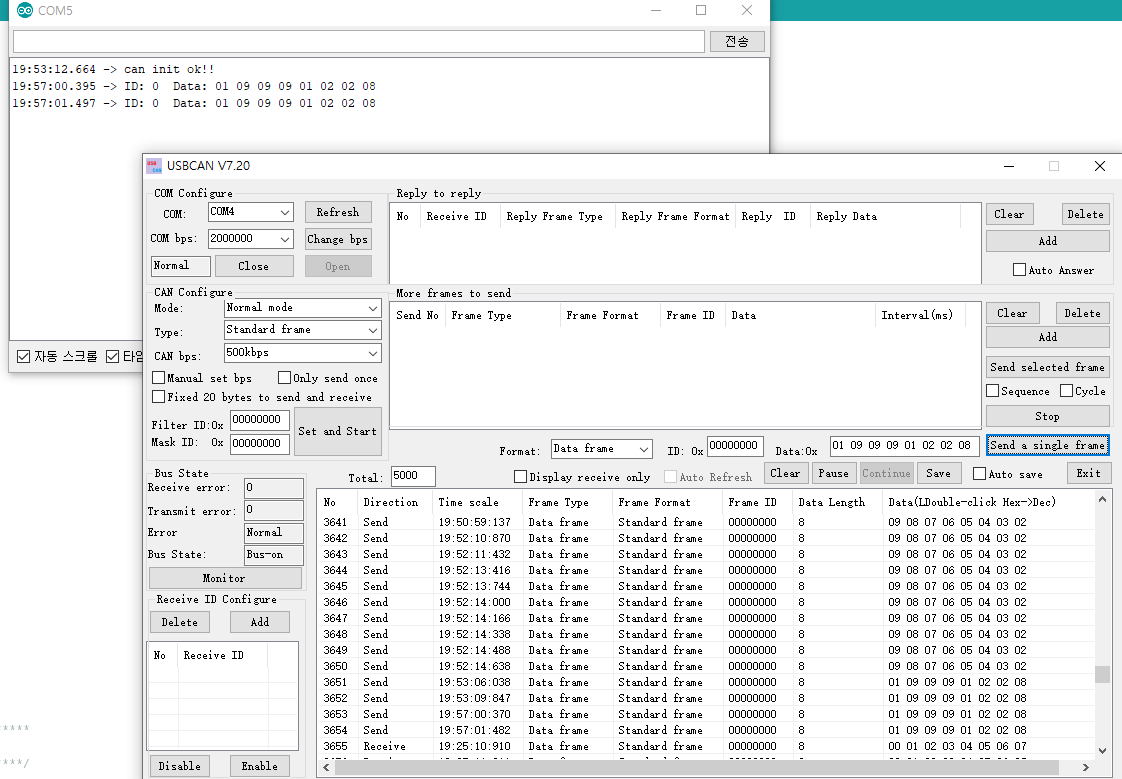 COM5
전송
19:53:12.664 -> can init ok!!
19:57:00.395 -> ID: 0  Data: 01 09 09 09 01 02 02 08
19:57:01.497 -> ID: 0  Data: 01 09 09 09 01 02 02 08
자동 스크롤
USBCAN V7.20
COM Configure
COM: COM4 Refresh
COM bps: 2000000 Change bps
Normal Close Open
CAN Configure
Mode: Normal mode
Type: Standard frame
CAN bps: 500kbps
Manual set bps Only send once
Fixed 20 bytes to send and receive
Filter ID:0x 00000000
Mask ID: 0x 00000000
Set and Start
Reply to reply
No Receive ID Reply Frame Type Reply Frame Format Reply ID Reply Data
Clear Delete
Add
Auto Answer
More frames to send
Send No Frame Type Frame Format Frame ID Data Interval(ms)
Clear Delete
Add
Send selected frame
Sequence Cycle
Stop
Format: Data frame ID: 0x 00000000 Data:0x 01 09 09 09 01 02 02 08 Send a single frame
Total: 5000 Display receive only Auto Refresh Clear Pause Continue Save Auto save Exit
Bus State
Receive error: 0
Transmit error: 0
Error Normal
Bus State: Bus-on
Monitor
Receive ID Configure
Delete Add
No Receive ID
Disable Enable
No Direction Time scale Frame Type Frame Format Frame ID Data Length Data(LDouble-click Hex->Dec)
3641 Send 19:50:59:137 Data frame Standard frame 00000000 8 09 08 07 06 05 04 03 02
3642 Send 19:52:10:870 Data frame Standard frame 00000000 8 09 08 07 06 05 04 03 02
3643 Send 19:52:11:432 Data frame Standard frame 00000000 8 09 08 07 06 05 04 03 02
3644 Send 19:52:13:416 Data frame Standard frame 00000000 8 09 08 07 06 05 04 03 02
3645 Send 19:52:13:744 Data frame Standard frame 00000000 8 09 08 07 06 05 04 03 02
3646 Send 19:52:14:000 Data frame Standard frame 00000000 8 09 08 07 06 05 04 03 02
3647 Send 19:52:14:166 Data frame Standard frame 00000000 8 09 08 07 06 05 04 03 02
3648 Send 19:52:14:338 Data frame Standard frame 00000000 8 09 08 07 06 05 04 03 02
3649 Send 19:52:14:488 Data frame Standard frame 00000000 8 09 08 07 06 05 04 03 02
3650 Send 19:52:14:638 Data frame Standard frame 00000000 8 09 08 07 06 05 04 03 02
3651 Send 19:53:06:038 Data frame Standard frame 00000000 8 01 09 09 09 01 02 02 08
3652 Send 19:53:09:847 Data frame Standard frame 00000000 8 01 09 09 09 01 02 02 08
3653 Send 19:57:00:370 Data frame Standard frame 00000000 8 01 09 09 09 01 02 02 08
3654 Send 19:57:01:482 Data frame Standard frame 00000000 8 01 09 09 09 01 02 02 08
3655 Receive 19:25:10:910 Data frame Standard frame 00000000 8 00 01 02 03 04 05 06 07
****
****/